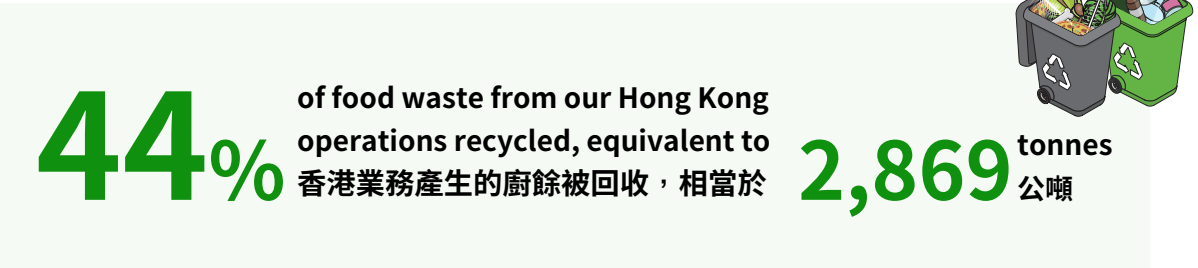 44%
of food waste from our Hong Kong
operations recycled, equivalent to
香港業務產生的廚餘被回收，相當於
2,869
tonnes
公噸